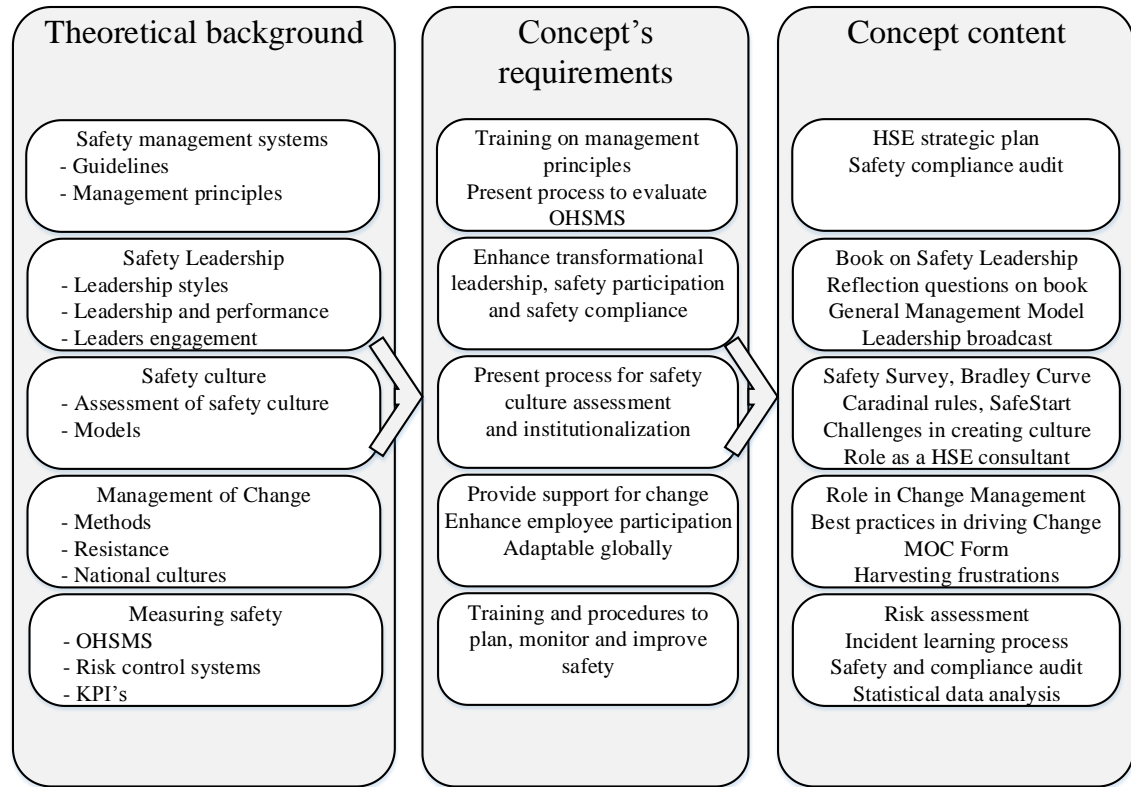 Theoretical background
Safety management systems
- Guidelines
- Management principles
Safety Leadership
- Leadership styles
- Leadership and performance
- Leaders engagement
Safety culture
- Assessment of safety culture
- Models
Management of Change
- Methods
- Resistance
- National cultures
Measuring safety
- OHSMS
- Risk control systems
- KPI’s
Concept’s
requirements
Training on management
principles
Present process to evaluate
OHSMS
Enhance transformational
leadership, safety participation
and safety compliance
Present process for safety
culture assessment
and institutionalization
Provide support for change
Enhance employee participation
Adaptable globally
Training and procedures to
plan, monitor and improve
safety
Concept content
HSE strategic plan
Safety compliance audit
Book on Safety Leadership
Reflection questions on book
General Management Model
Leadership broadcast
Safety Survey, Bradley Curve
Caradinal rules, SafeStart
Challenges in creating culture
Role as a HSE consultant
Role in Change Management
Best practices in driving Change
MOC Form
Harvesting frustrations
Risk assessment
Incident learning process
Safety and compliance audit
Statistical data analysis